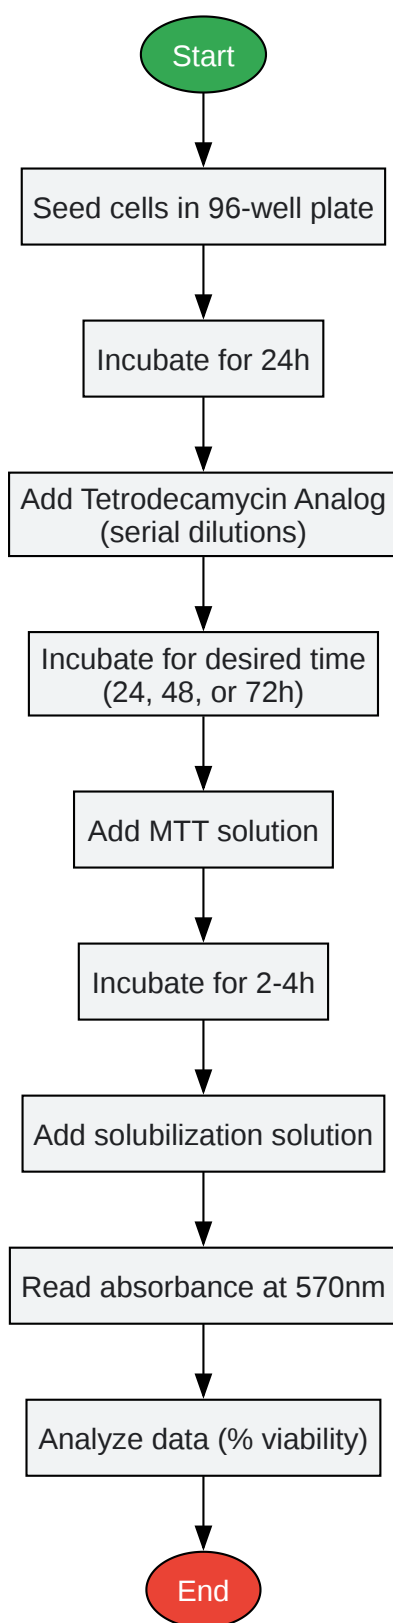 Start
Seed cells in 96-well plate
Incubate for 24h
Add Tetrodecamycin Analog
(serial dilutions)
Incubate for desired time
(24, 48, or 72h)
Add MTT solution
Incubate for 2-4h
Add solubilization solution
Read absorbance at 570nm
Analyze data (% viability)
End